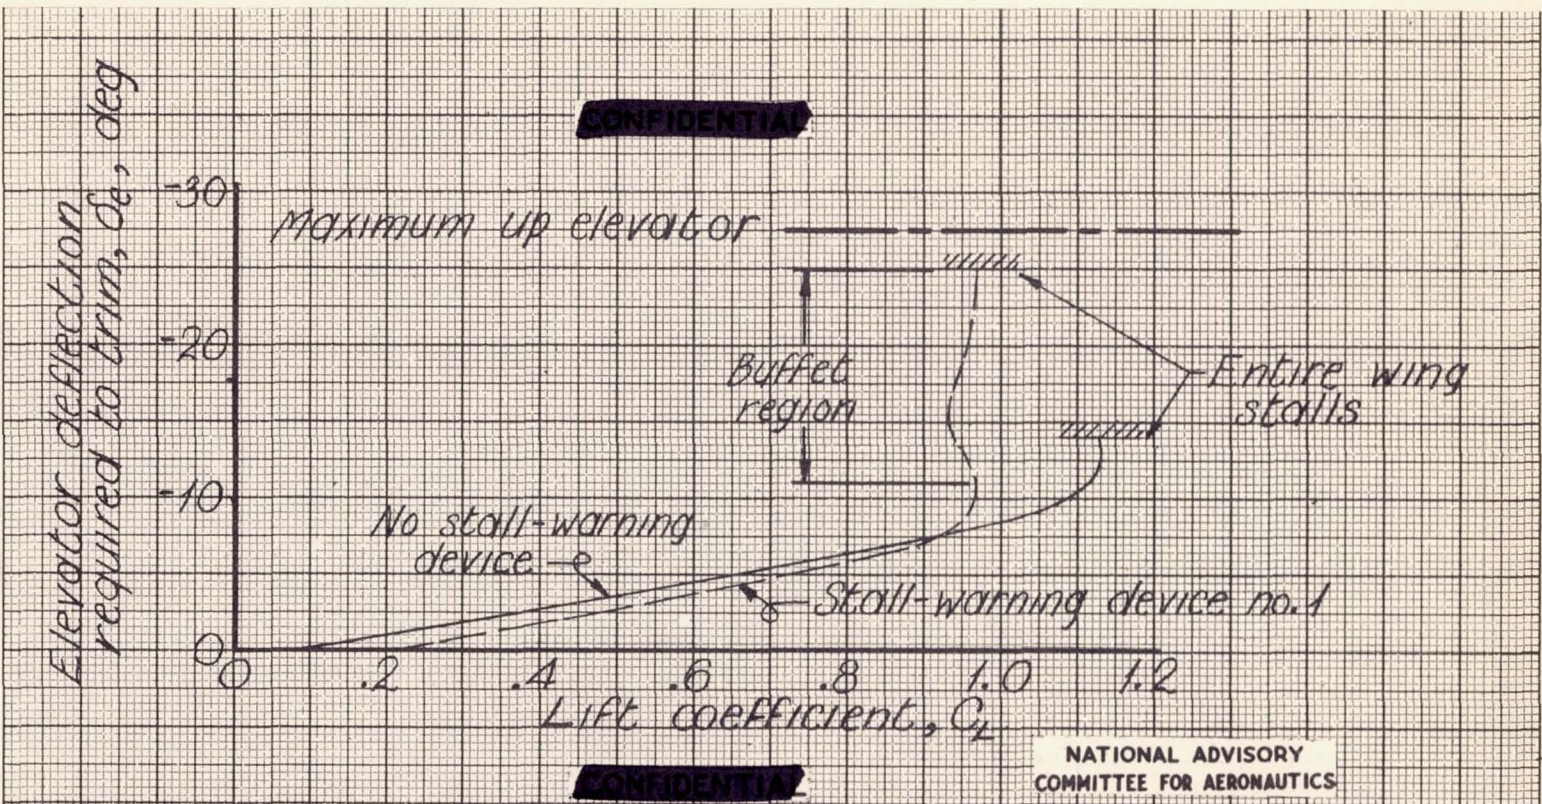 CONFIDENTIAL
Elevator deflection
required to trim, δe, deg
-30
-20
-10
0
Maximum up elevator
Buffet
region
Entire wing
stalls
No stall-warning
device
Stall-warning device no.1
0 .2 .4 .6 .8 1.0 1.2
Lift coefficient, CL
NATIONAL ADVISORY
COMMITTEE FOR AERONAUTICS
CONFIDENTIAL